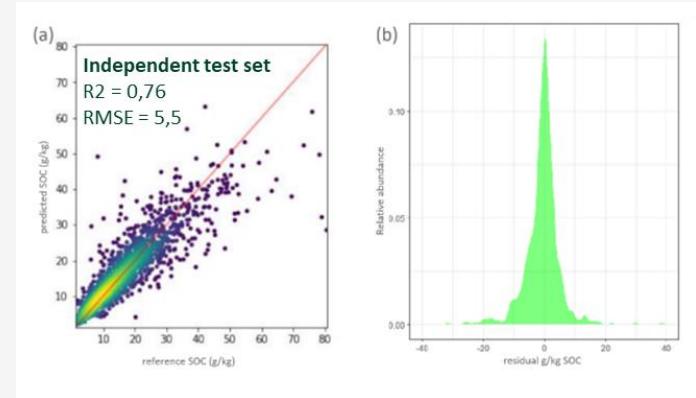 (a)
80
70
60
50
40
30
20
10
predicted SOC (g/kg)
Independent test set
R2 = 0,76
RMSE = 5,5
10 20 30 40 50 60 70 80
reference SOC (g/kg)
(b)
Relative abundance
0.10
0.05
0.00
-40 -20 0 20 40
residual g/kg SOC